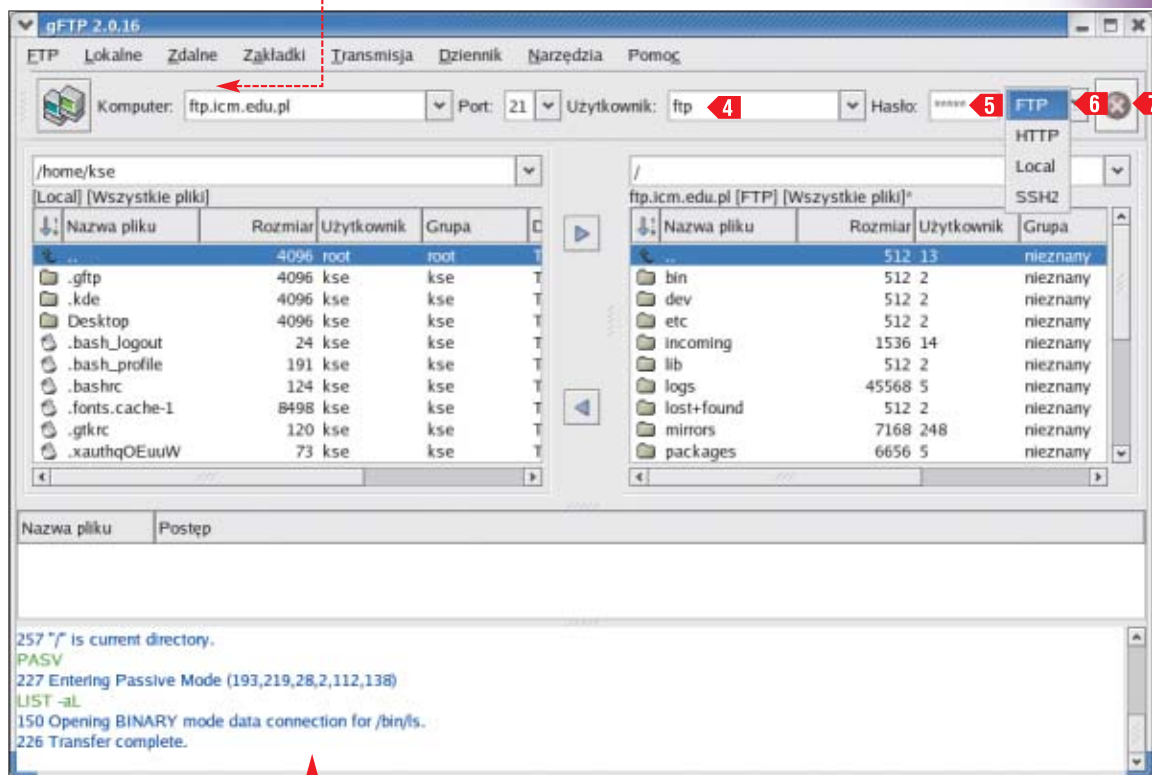 gFTP 2.0.16
FTP Lokalne Zdalne Zakładki Transmisja Dziennik Narzędzia Pomoc
Komputer: ftp.icm.edu.pl Port: 21 Użytkownik: ftp 4 Hasło: ***** 5 FTP 6 7
HTTP
Local
SSH2
/home/kse
[Local] [Wszystkie pliki]
Nazwa pliku Rozmiar Użytkownik Grupa D
.. 4096 root root T
.gftp 4096 kse kse T
.kde 4096 kse kse T
Desktop 4096 kse kse T
.bash_logout 24 kse kse T
.bash_profile 191 kse kse T
.bashrc 124 kse kse T
.fonts.cache-1 8498 kse kse T
.gtkrc 120 kse kse T
.xauthqOEuuW 73 kse kse T
/
ftp.icm.edu.pl [FTP] [Wszystkie pliki]*
Nazwa pliku Rozmiar Użytkownik Grupa
.. 512 13 nieznany
bin 512 2 nieznany
dev 512 2 nieznany
etc 512 2 nieznany
incoming 1536 14 nieznany
lib 512 2 nieznany
logs 45568 5 nieznany
lost+found 512 2 nieznany
mirrors 7168 248 nieznany
packages 6656 5 nieznany
Nazwa pliku Postęp
257 "/" is current directory.
PASV
227 Entering Passive Mode (193,219,28,2,112,138)
LIST -aL
150 Opening BINARY mode data connection for /bin/ls.
226 Transfer complete.